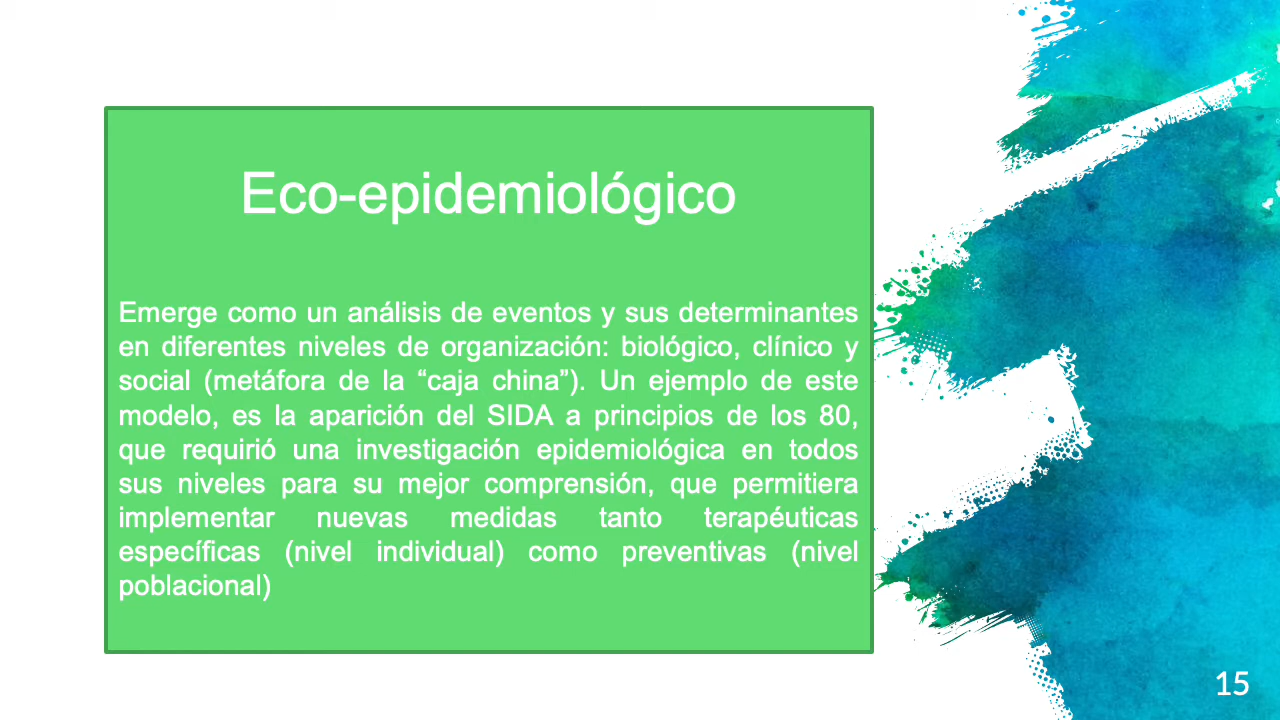 Eco-epidemiológico
Emerge como un análisis de eventos y sus determinantes
en diferentes niveles de organización: biológico, clínico y
social (metáfora de la “caja china”). Un ejemplo de este
modelo, es la aparición del SIDA a principios de los 80,
que requirió una investigación epidemiológica en todos
sus niveles para su mejor comprensión, que permitiera
implementar nuevas medidas tanto terapéuticas
específicas (nivel individual) como preventivas (nivel
poblacional)
15